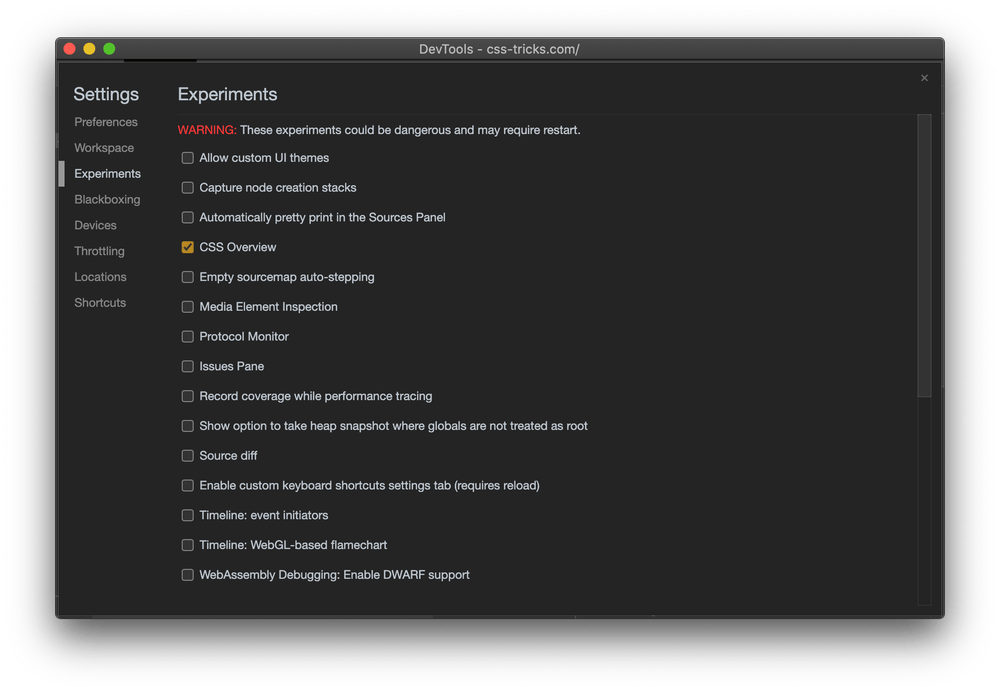 DevTools - css-tricks.com/
Settings
Preferences
Workspace
Experiments
Blackboxing
Devices
Throttling
Locations
Shortcuts
Experiments
WARNING: These experiments could be dangerous and may require restart.
Allow custom UI themes
Capture node creation stacks
Automatically pretty print in the Sources Panel
CSS Overview
Empty sourcemap auto-stepping
Media Element Inspection
Protocol Monitor
Issues Pane
Record coverage while performance tracing
Show option to take heap snapshot where globals are not treated as root
Source diff
Enable custom keyboard shortcuts settings tab (requires reload)
Timeline: event initiators
Timeline: WebGL-based flamechart
WebAssembly Debugging: Enable DWARF support